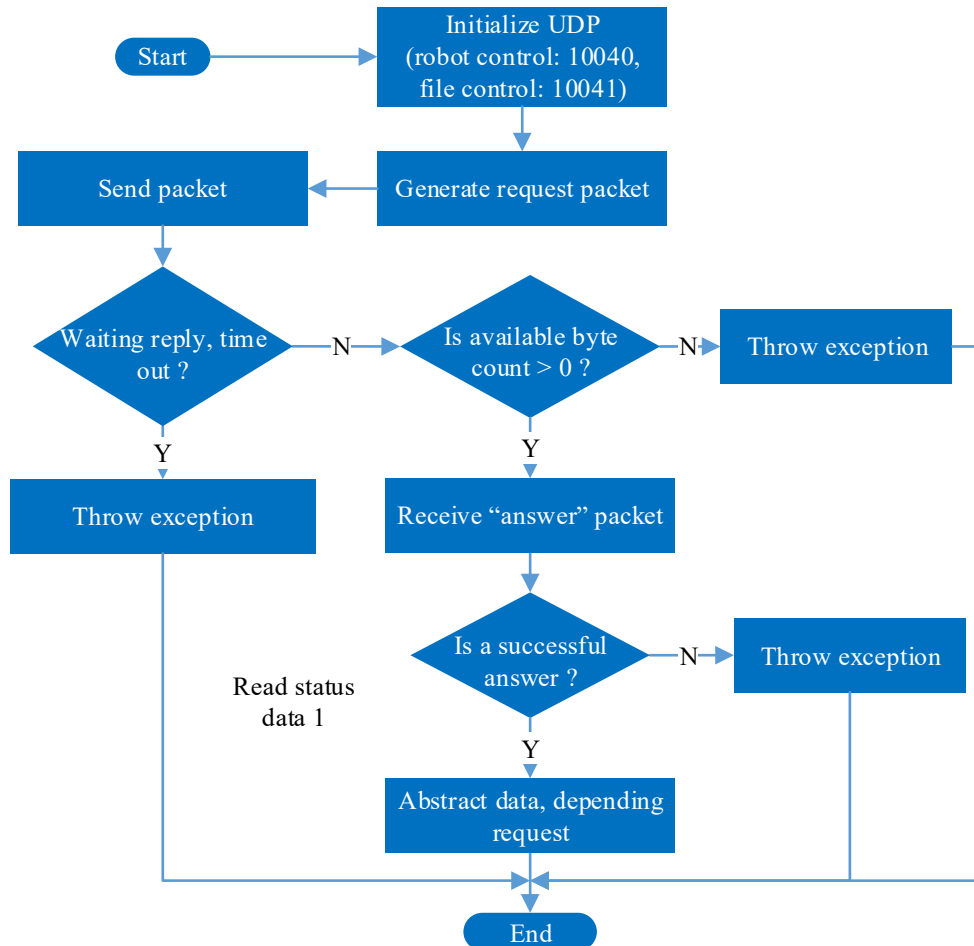 Start
Initialize UDP
(robot control: 10040,
file control: 10041)
Send packet
Generate request packet
Waiting reply, time
out ?
N
Is available byte
count > 0 ?
N
Throw exception
Y
Y
Throw exception
Receive “answer” packet
Is a successful
answer ?
N
Throw exception
Read status
data 1
Y
Abstract data, depending
request
End